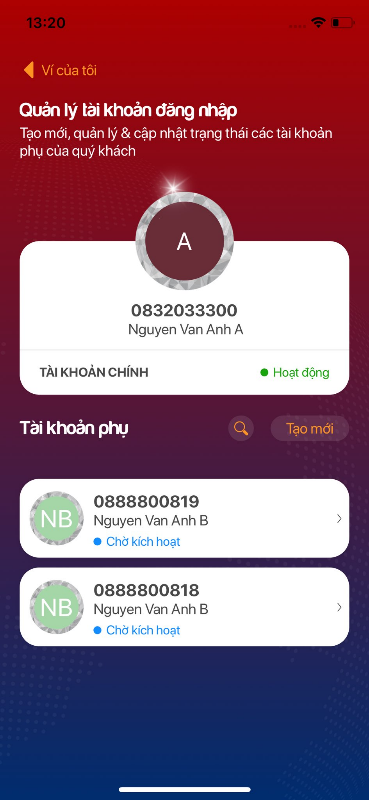 13:20
Ví của tôi
Quản lý tài khoản đăng nhập
Tạo mới, quản lý & cập nhật trạng thái các tài khoản
phụ của quý khách
A
0832033300
Nguyen Van Anh A
TÀI KHOẢN CHÍNH
Hoạt động
Tài khoản phụ
Tạo mới
NB
0888800819
Nguyen Van Anh B
Chờ kích hoạt
NB
0888800818
Nguyen Van Anh B
Chờ kích hoạt